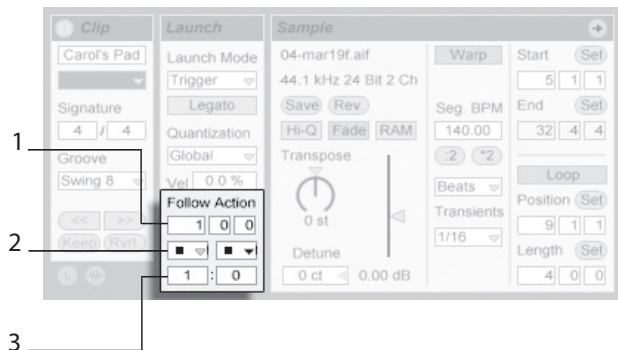 Clip
Carol's Pad
Signature
4 / 4
Groove
Swing 8
<< >>
Keep Rvrt.
L
Launch
Launch Mode
Trigger
Legato
Quantization
Global
Vel 0.0 %
Follow Action
1 0 0
1 : 0
Sample
04-mar19f.aif
44.1 kHz 24 Bit 2 Ch
Save Rev.
Hi-Q Fade RAM
Transpose
0 st
Detune
0 ct 0.00 dB
Warp
Seg. BPM
140.00
:2 *2
Beats
Transients
1/16
Start Set
5 1 1
End Set
32 4 4
Loop
Position Set
9 1 1
Length Set
4 0 0
1
2
3